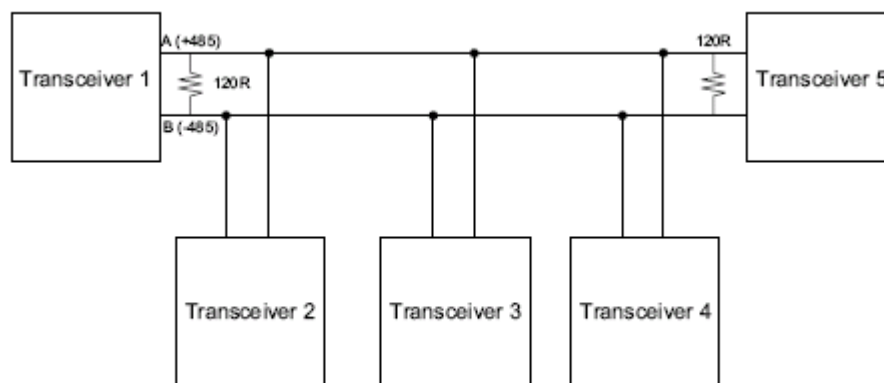 A (+485)
120R
Transceiver 1
120R
Transceiver 5
B (-485)
Transceiver 2
Transceiver 3
Transceiver 4